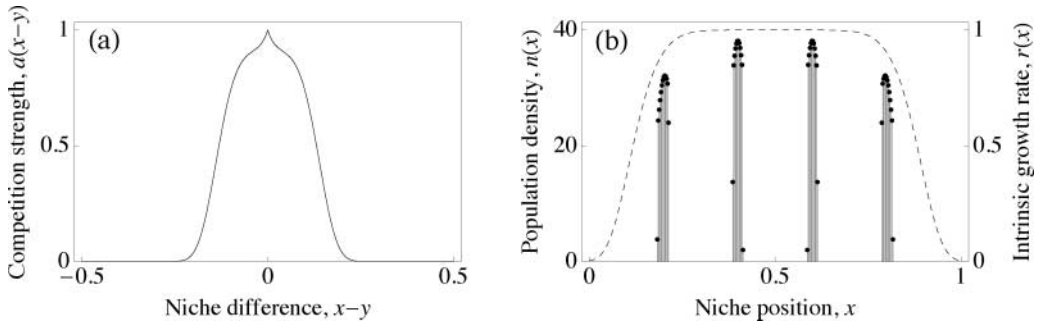 (a)
Competition strength, a(x−y)
1
0.5
0
−0.5
0
0.5
Niche difference, x−y
(b)
Population density, n(x)
40
20
0
0
0.5
1
Niche position, x
1
0.5
0
Intrinsic growth rate, r(x)